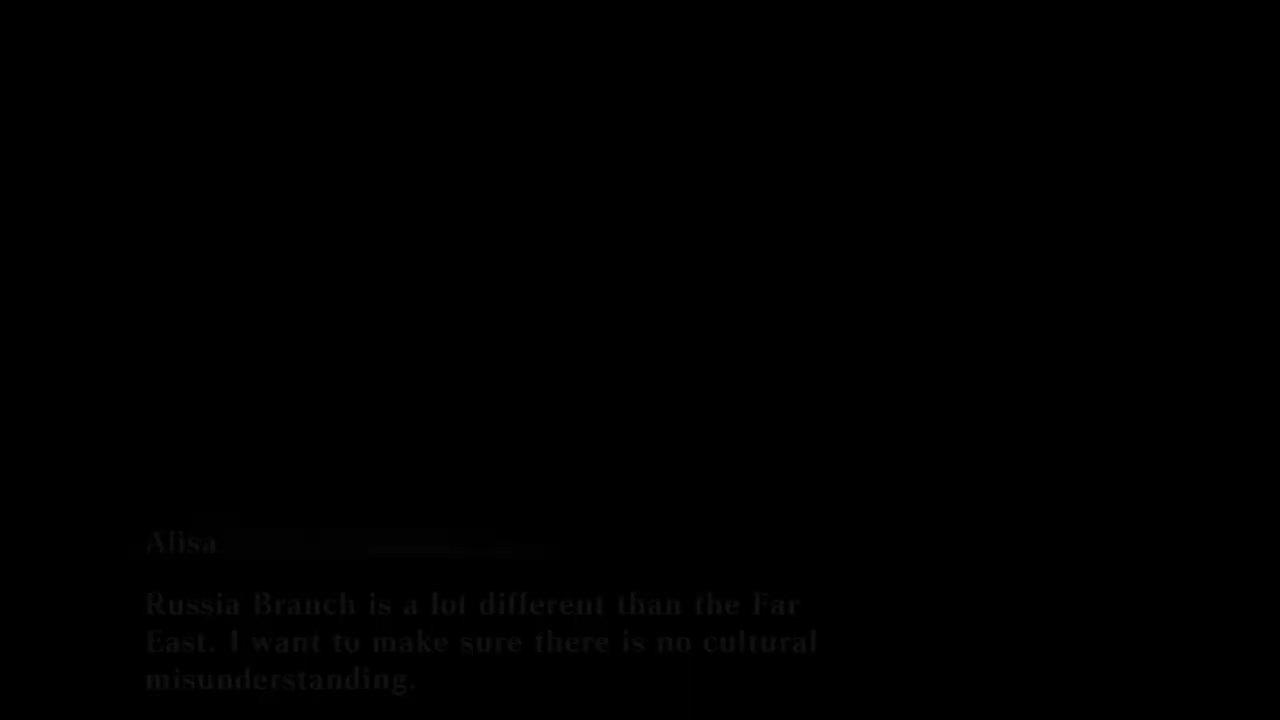 Alisa
Russia Branch is a lot different than the Far
East. I want to make sure there is no cultural
misunderstanding.